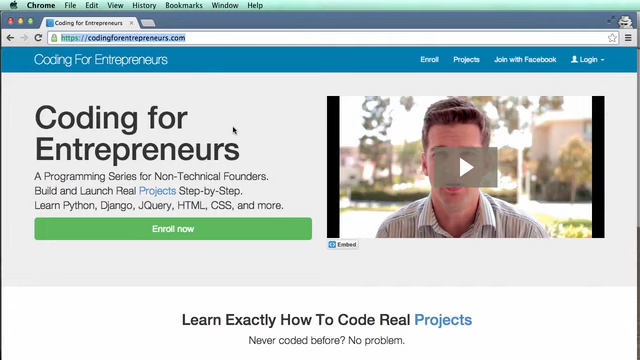 Chrome File Edit View History Bookmarks Window Help
Coding for Entrepreneurs
https://codingforentrepreneurs.com
Coding For Entrepreneurs Enroll Projects Join with Facebook Login
Coding for
Entrepreneurs
A Programming Series for Non-Technical Founders.
Build and Launch Real Projects Step-by-Step.
Learn Python, Django, JQuery, HTML, CSS, and more.
Enroll now
Embed
Learn Exactly How To Code Real Projects
Never coded before? No problem.